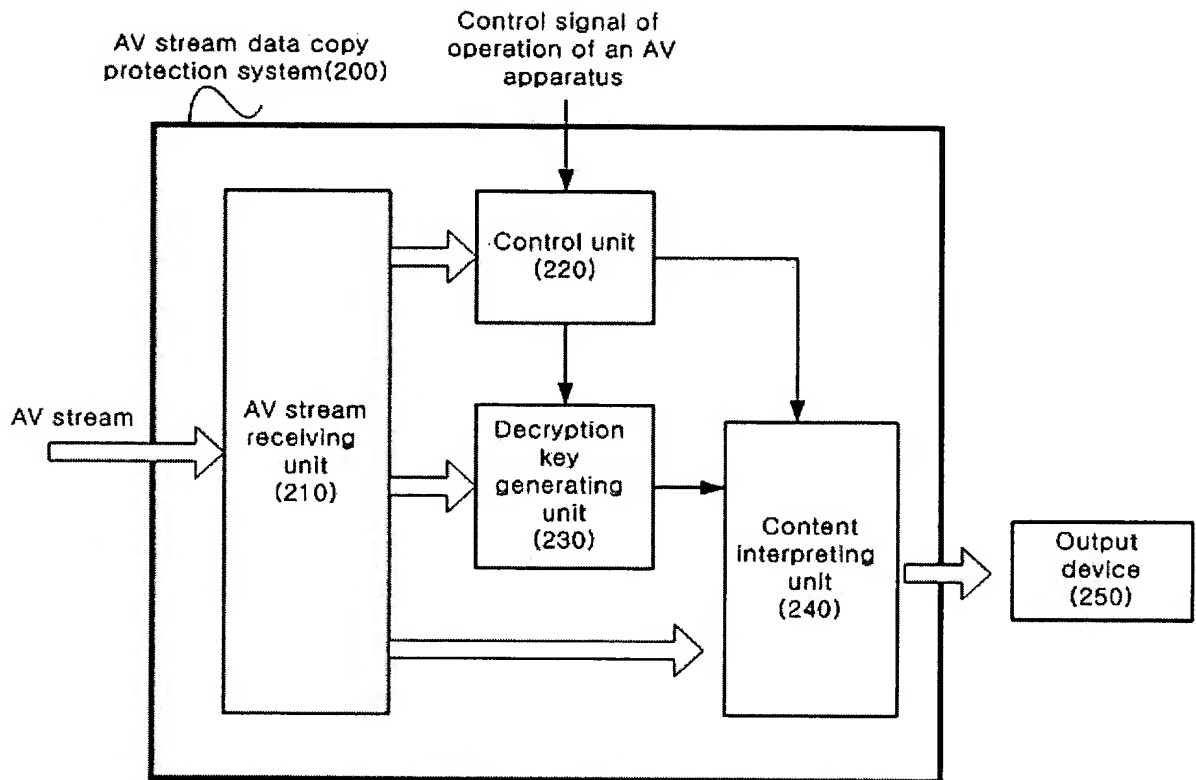 AV stream data copy
protection system(200)
Control signal of
operation of an AV
apparatus
AV stream
AV stream
receiving
unit
(210)
Control unit
(220)
Decryption
key
generating
unit
(230)
Content
interpreting
unit
(240)
Output
device
(250)